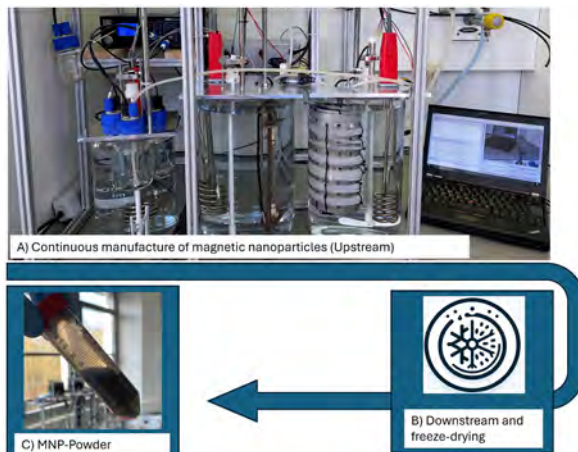 A) Continuous manufacture of magnetic nanoparticles (Upstream)
B) Downstream and
freeze-drying
C) MNP-Powder